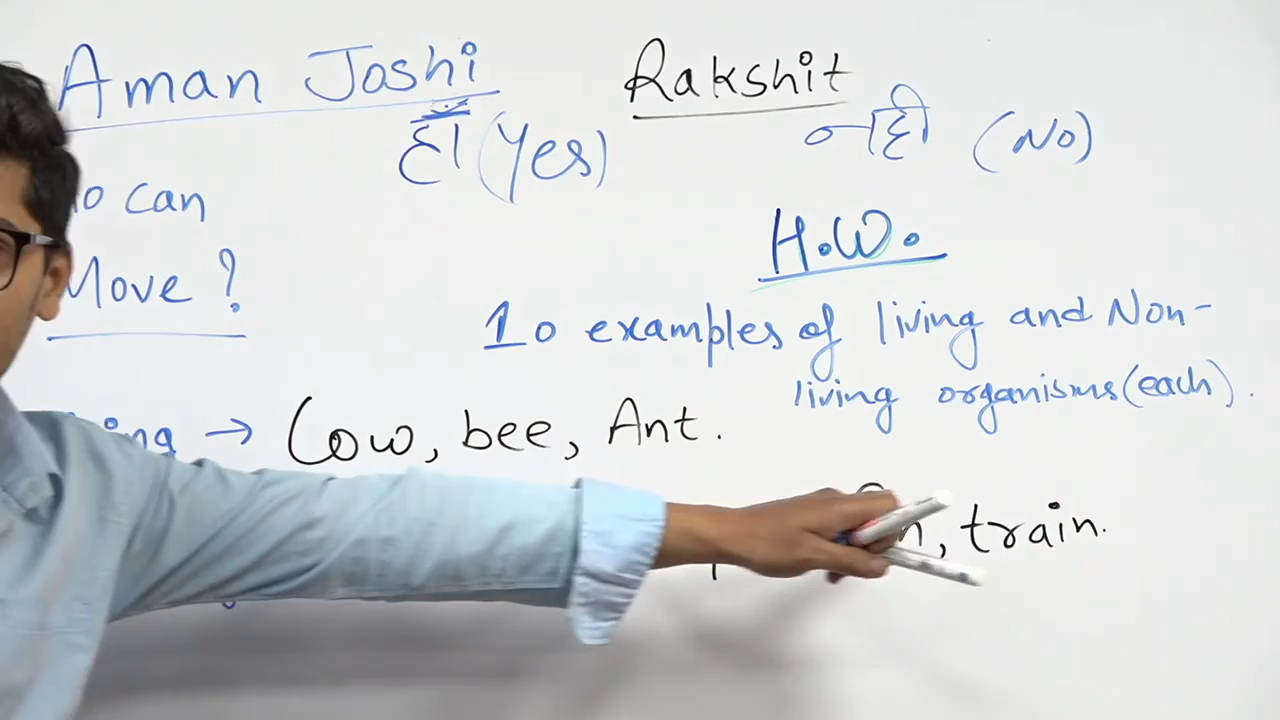 Aman Joshi
Rakshit
हाँ (Yes)
नहीं (No)
can
Move ?
H.W.
10 examples of living and Non-
living organisms (each).
→ Cow, bee, Ant.
, train.